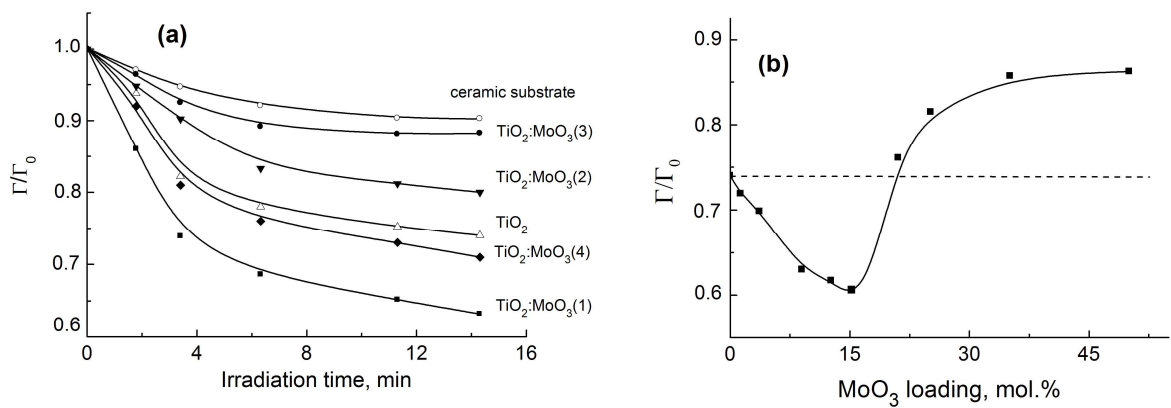 (a)
1.0
0.9
0.8
0.7
0.6
Γ/Γ₀
ceramic substrate
TiO₂:MoO₃(3)
TiO₂:MoO₃(2)
TiO₂
TiO₂:MoO₃(4)
TiO₂:MoO₃(1)
0 4 8 12 16
Irradiation time, min
(b)
0.9
0.8
0.7
0.6
Γ/Γ₀
0 15 30 45
MoO₃ loading, mol.%